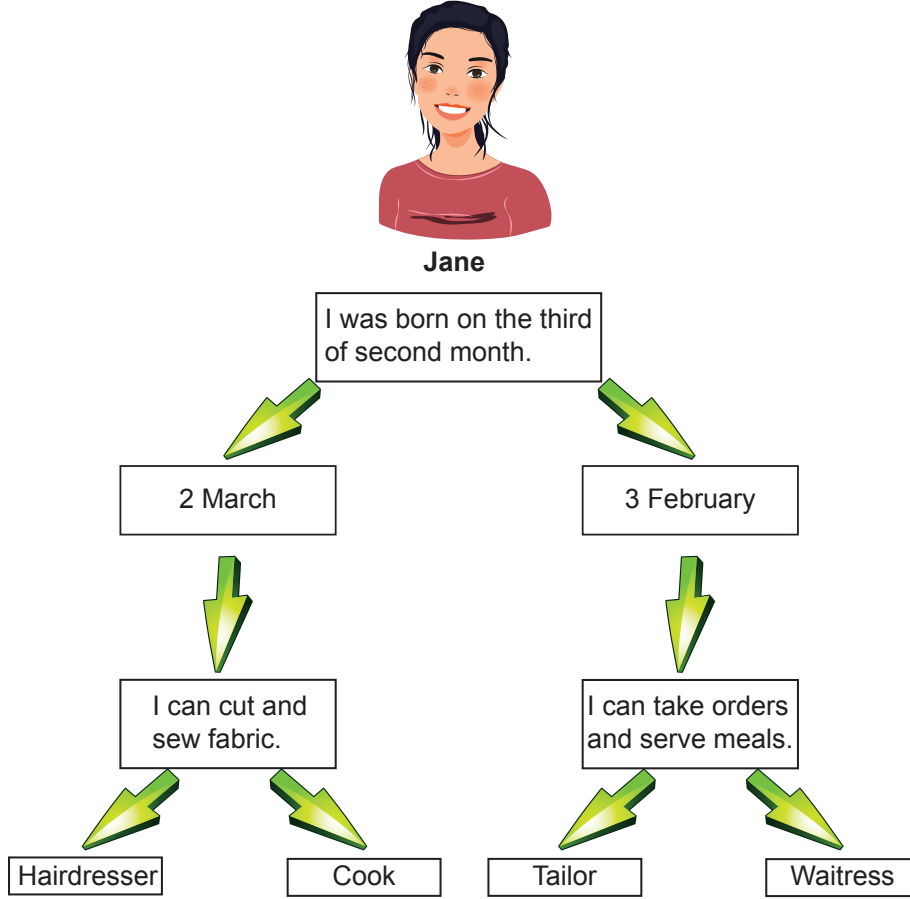 Jane
I was born on the third
of second month.
2 March
3 February
I can cut and
sew fabric.
I can take orders
and serve meals.
Hairdresser
Cook
Tailor
Waitress